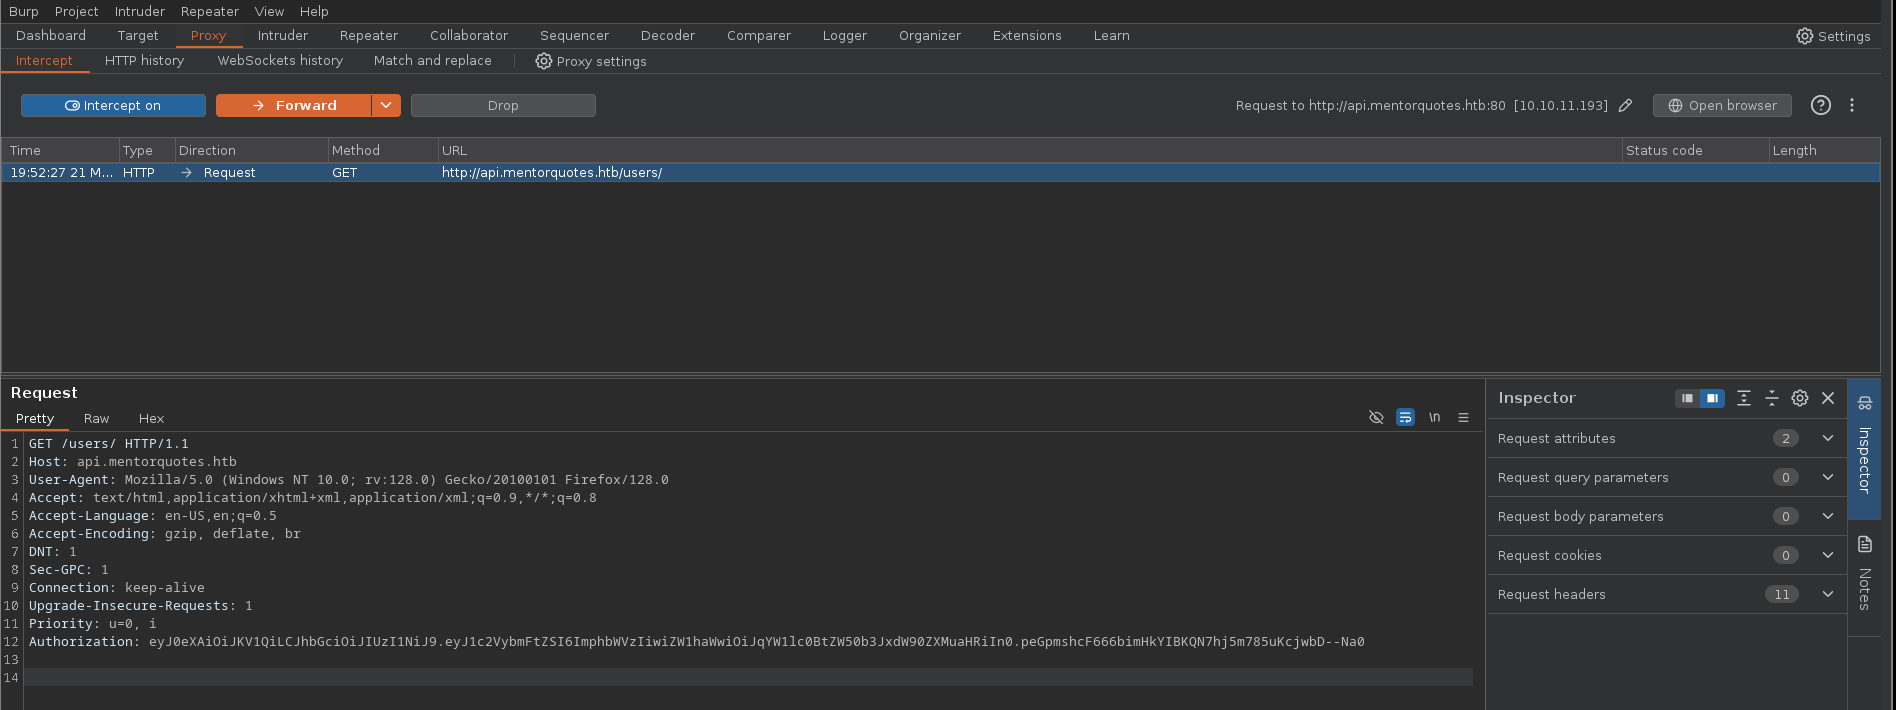 Burp Project Intruder Repeater View Help
Dashboard Target Proxy Intruder Repeater Collaborator Sequencer Decoder Comparer Logger Organizer Extensions Learn Settings
Intercept HTTP history WebSockets history Match and replace Proxy settings
Intercept on → Forward Drop Request to http://api.mentorquotes.htb:80 [10.10.11.193] Open browser ?
Time Type Direction Method URL Status code Length
19:52:27 21 M... HTTP → Request GET http://api.mentorquotes.htb/users/
Request
Pretty Raw Hex \n
1 GET /users/ HTTP/1.1
2 Host: api.mentorquotes.htb
3 User-Agent: Mozilla/5.0 (Windows NT 10.0; rv:128.0) Gecko/20100101 Firefox/128.0
4 Accept: text/html,application/xhtml+xml,application/xml;q=0.9,*/*;q=0.8
5 Accept-Language: en-US,en;q=0.5
6 Accept-Encoding: gzip, deflate, br
7 DNT: 1
8 Sec-GPC: 1
9 Connection: keep-alive
10 Upgrade-Insecure-Requests: 1
11 Priority: u=0, i
12 Authorization: eyJ0eXAiOiJKV1QiLCJhbGciOiJIUzI1NiJ9.eyJ1c2VybmFtZSI6ImphbWVzIiwiZW1haWwiOiJqYW1lc0BtZW50b3JxdW90ZXMuaHRiIn0.peGpmshcF666bimHkYIBKQN7hj5m785uKcjwbD--Na0
13
14
Inspector
Request attributes 2
Request query parameters 0
Request body parameters 0
Request cookies 0
Request headers 11
Inspector
Notes